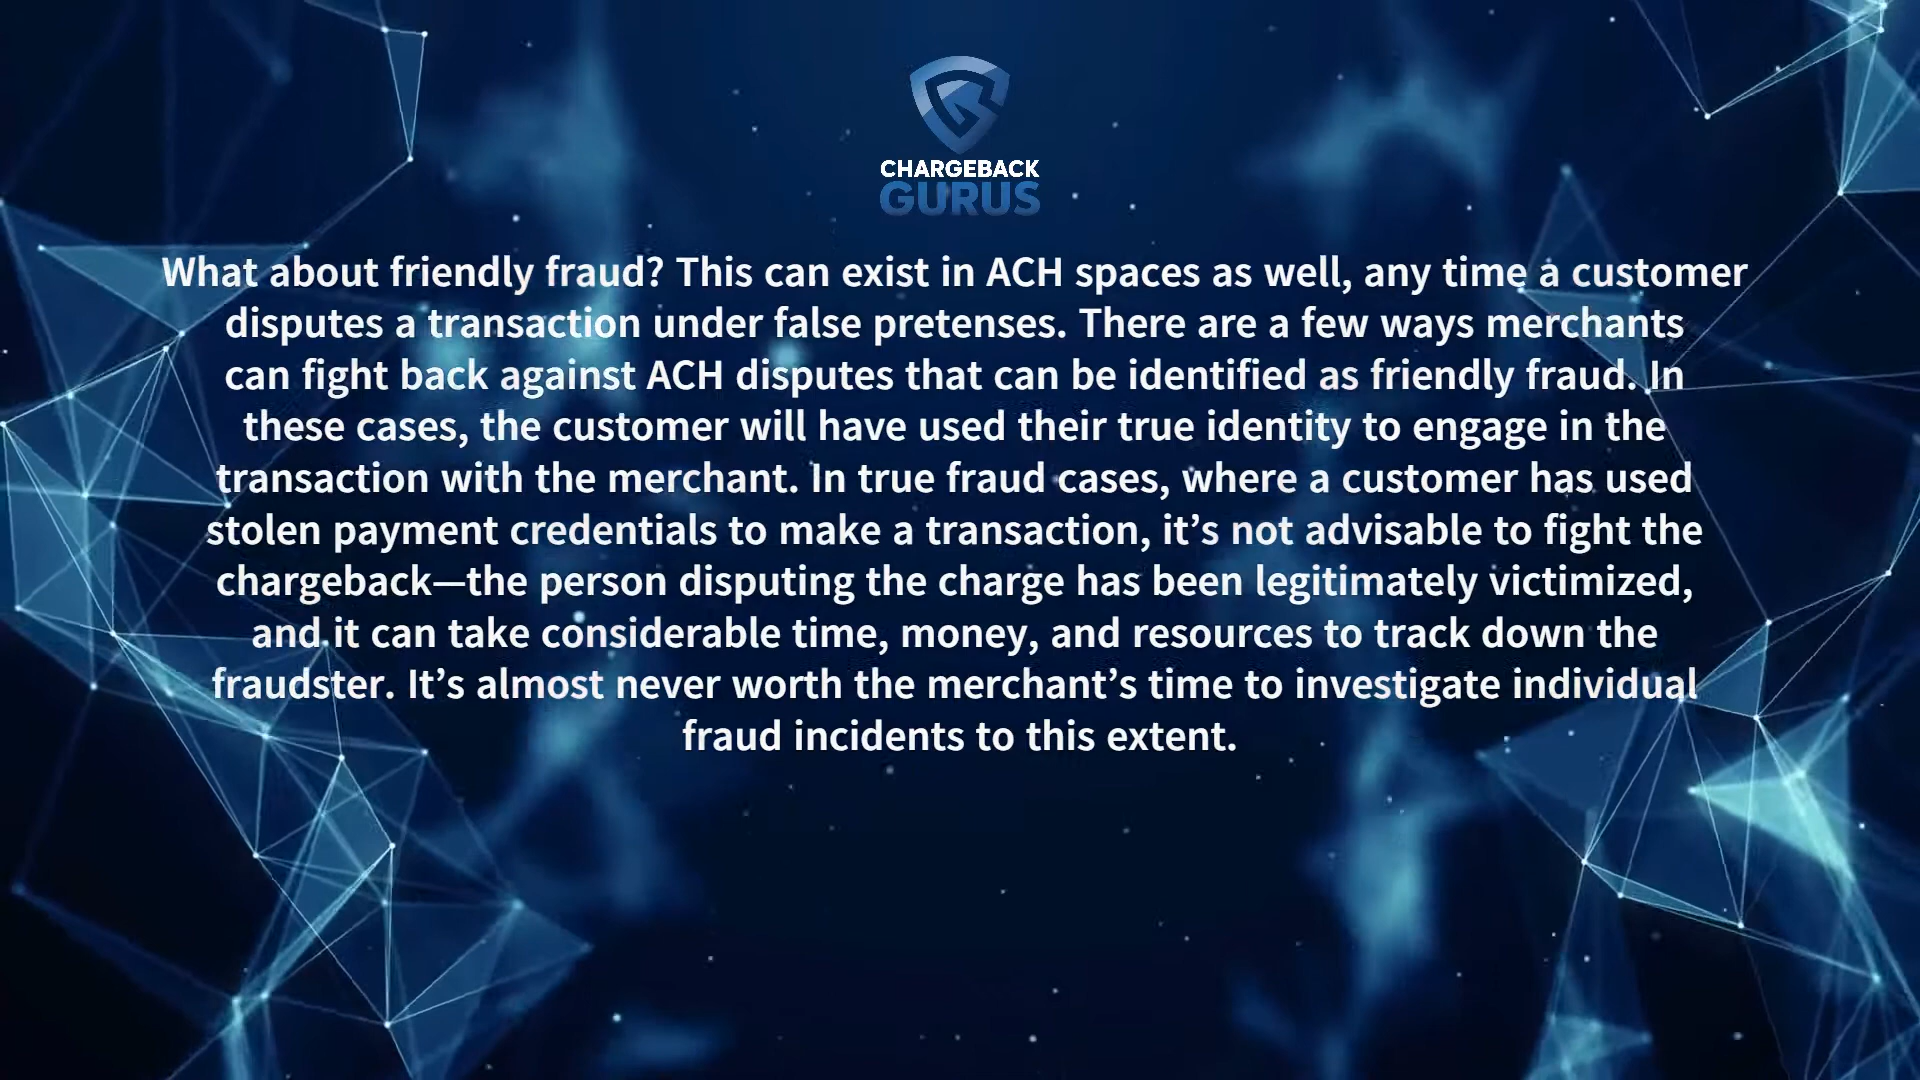 CHARGEBACK
GURUS
What about friendly fraud? This can exist in ACH spaces as well, any time a customer
disputes a transaction under false pretenses. There are a few ways merchants
can fight back against ACH disputes that can be identified as friendly fraud. In
these cases, the customer will have used their true identity to engage in the
transaction with the merchant. In true fraud cases, where a customer has used
stolen payment credentials to make a transaction, it’s not advisable to fight the
chargeback—the person disputing the charge has been legitimately victimized,
and it can take considerable time, money, and resources to track down the
fraudster. It’s almost never worth the merchant’s time to investigate individual
fraud incidents to this extent.